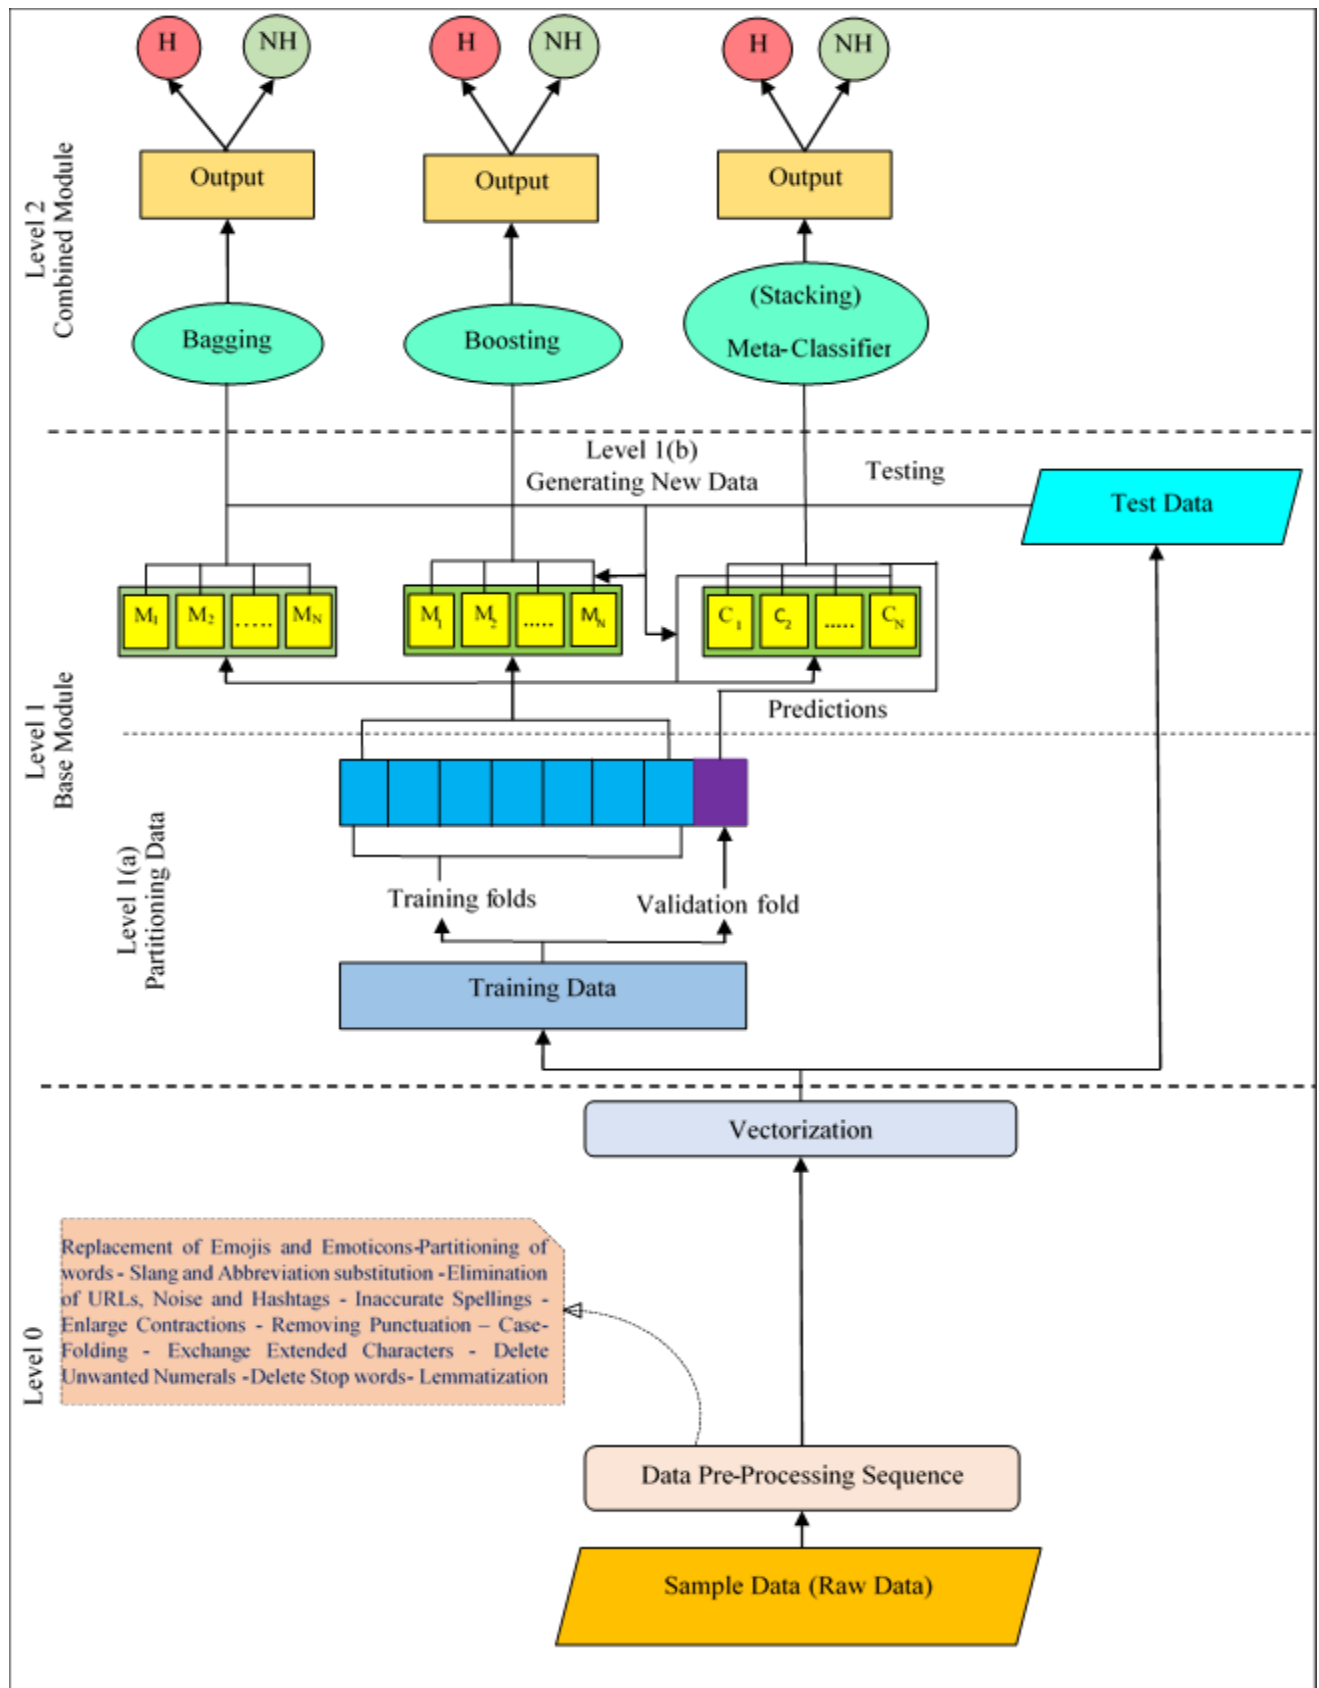 H NH H NH H NH
Output Output Output
Level 2
Combined Module
Bagging Boosting (Stacking)
Meta-Classifier
Level 1(b)
Generating New Data
Testing
Test Data
M1 M2 ..... MN M1 M2 ..... MN C1 C2 ..... CN
Level 1
Base Module
Predictions
Level 1(a)
Partitioning Data
Training folds Validation fold
Training Data
Vectorization
Level 0
Replacement of Emojis and Emoticons-Partitioning of
words - Slang and Abbreviation substitution -Elimination
of URLs, Noise and Hashtags - Inaccurate Spellings -
Enlarge Contractions - Removing Punctuation – Case-
Folding - Exchange Extended Characters - Delete
Unwanted Numerals -Delete Stop words- Lemmatization
Data Pre-Processing Sequence
Sample Data (Raw Data)